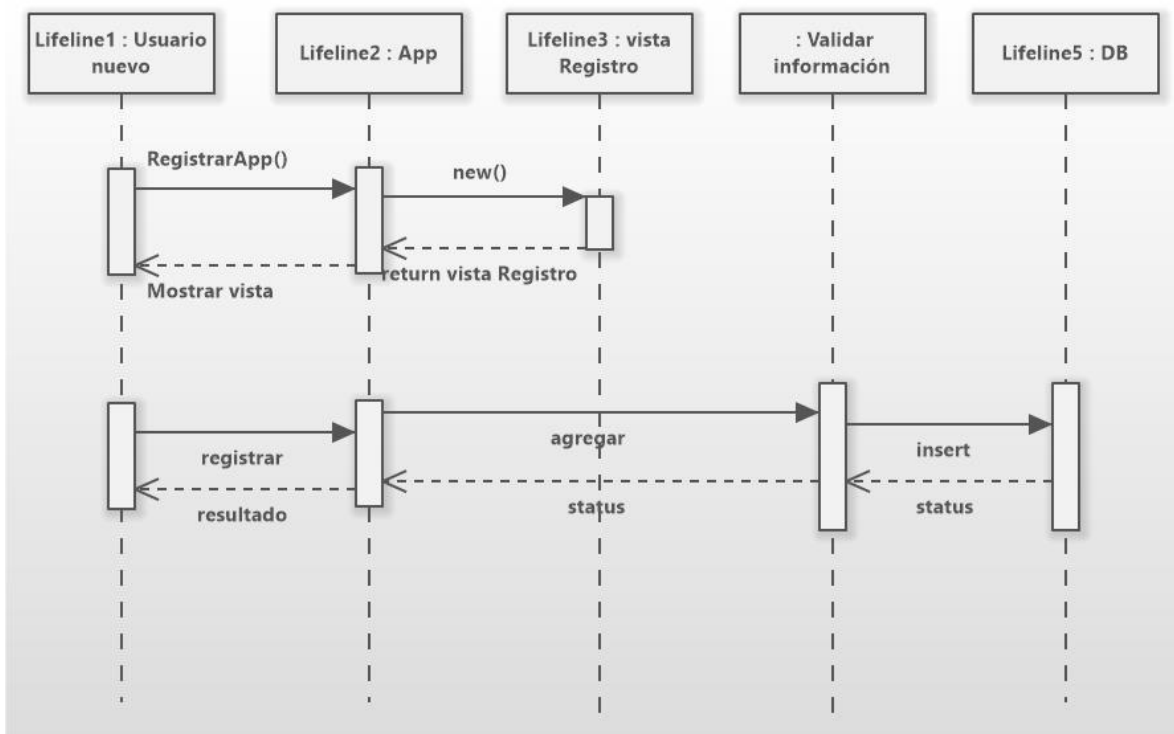 Lifeline1 : Usuario
nuevo
Lifeline2 : App
Lifeline3 : vista
Registro
: Validar
información
Lifeline5 : DB
RegistrarApp()
new()
return vista Registro
Mostrar vista
agregar
registrar
insert
status
status
resultado